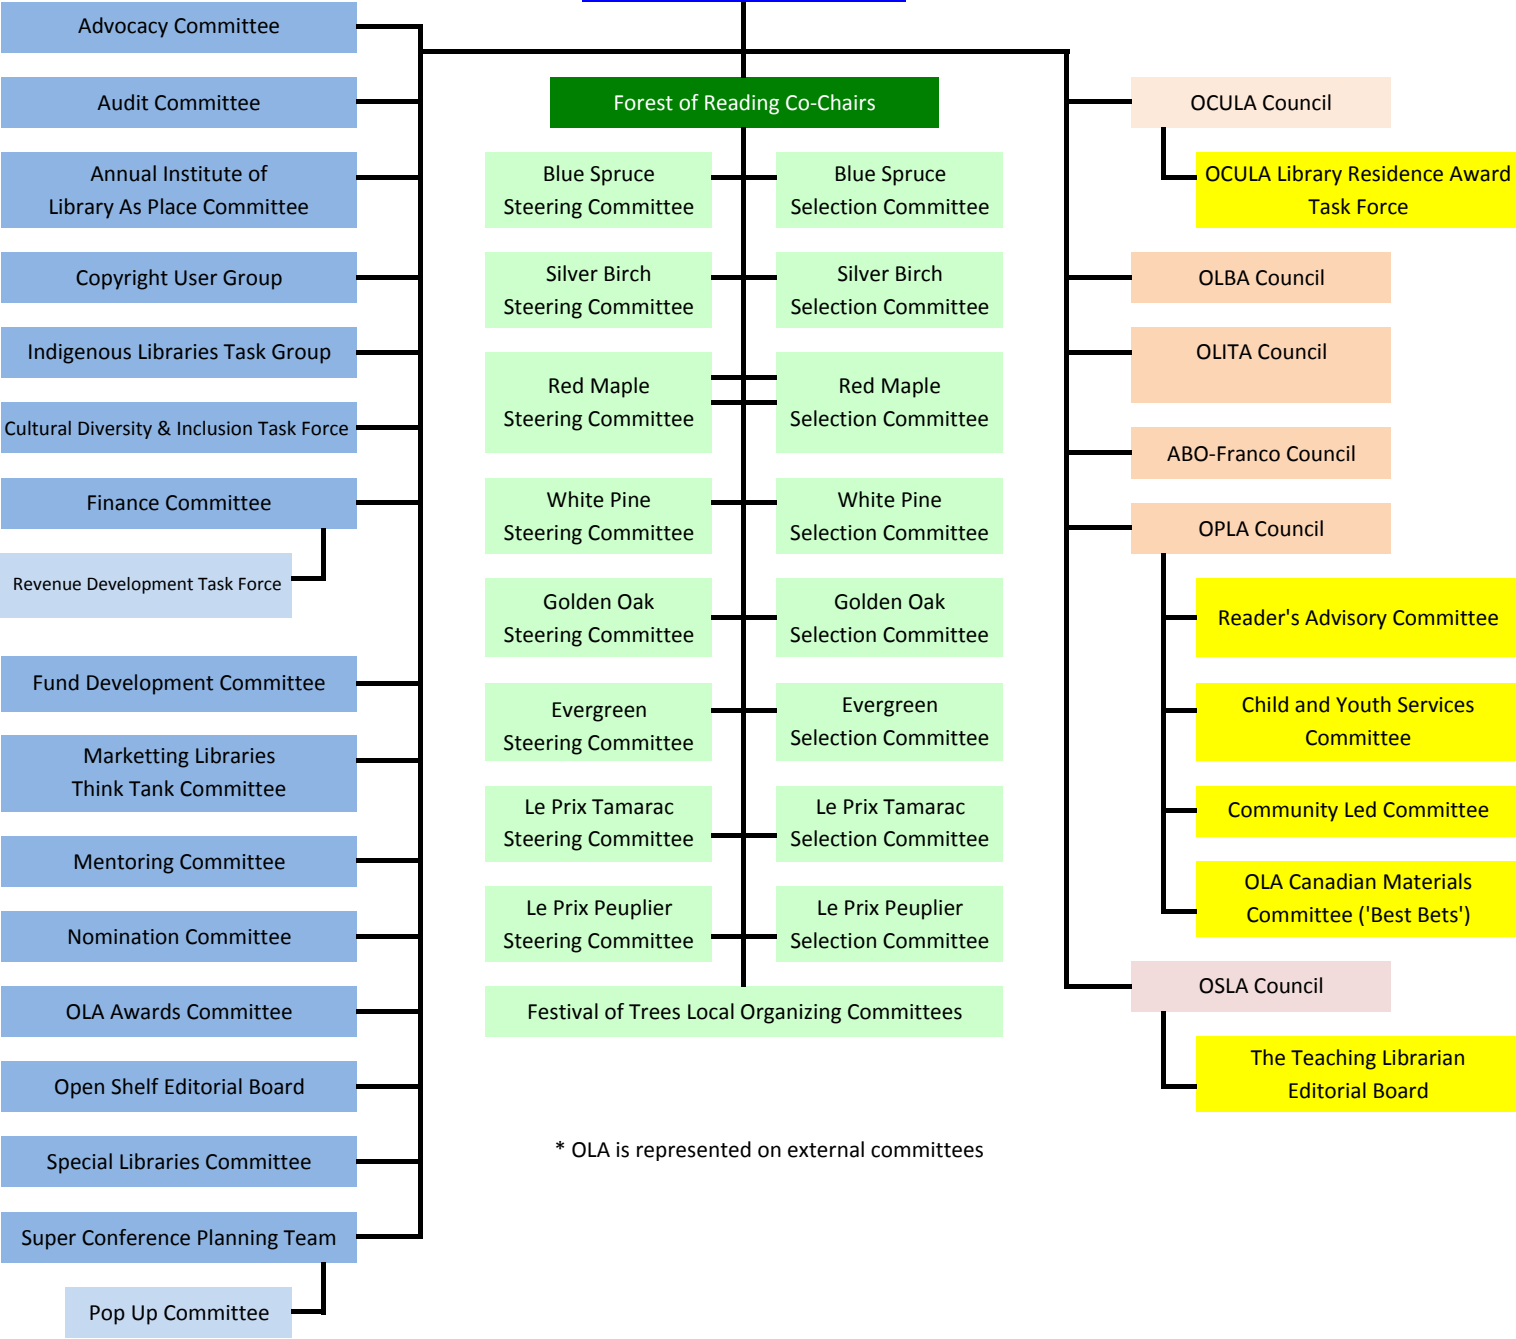 Advocacy Committee
Audit Committee
Annual Institute of
Library As Place Committee
Copyright User Group
Indigenous Libraries Task Group
Cultural Diversity & Inclusion Task Force
Finance Committee
Revenue Development Task Force
Fund Development Committee
Marketting Libraries
Think Tank Committee
Mentoring Committee
Nomination Committee
OLA Awards Committee
Open Shelf Editorial Board
Special Libraries Committee
Super Conference Planning Team
Pop Up Committee
Forest of Reading Co-Chairs
Blue Spruce
Steering Committee
Blue Spruce
Selection Committee
Silver Birch
Steering Committee
Silver Birch
Selection Committee
Red Maple
Steering Committee
Red Maple
Selection Committee
White Pine
Steering Committee
White Pine
Selection Committee
Golden Oak
Steering Committee
Golden Oak
Selection Committee
Evergreen
Steering Committee
Evergreen
Selection Committee
Le Prix Tamarac
Steering Committee
Le Prix Tamarac
Selection Committee
Le Prix Peuplier
Steering Committee
Le Prix Peuplier
Selection Committee
Festival of Trees Local Organizing Committees
* OLA is represented on external committees
OCULA Council
OCULA Library Residence Award
Task Force
OLBA Council
OLITA Council
ABO-Franco Council
OPLA Council
Reader's Advisory Committee
Child and Youth Services
Committee
Community Led Committee
OLA Canadian Materials
Committee ('Best Bets')
OSLA Council
The Teaching Librarian
Editorial Board